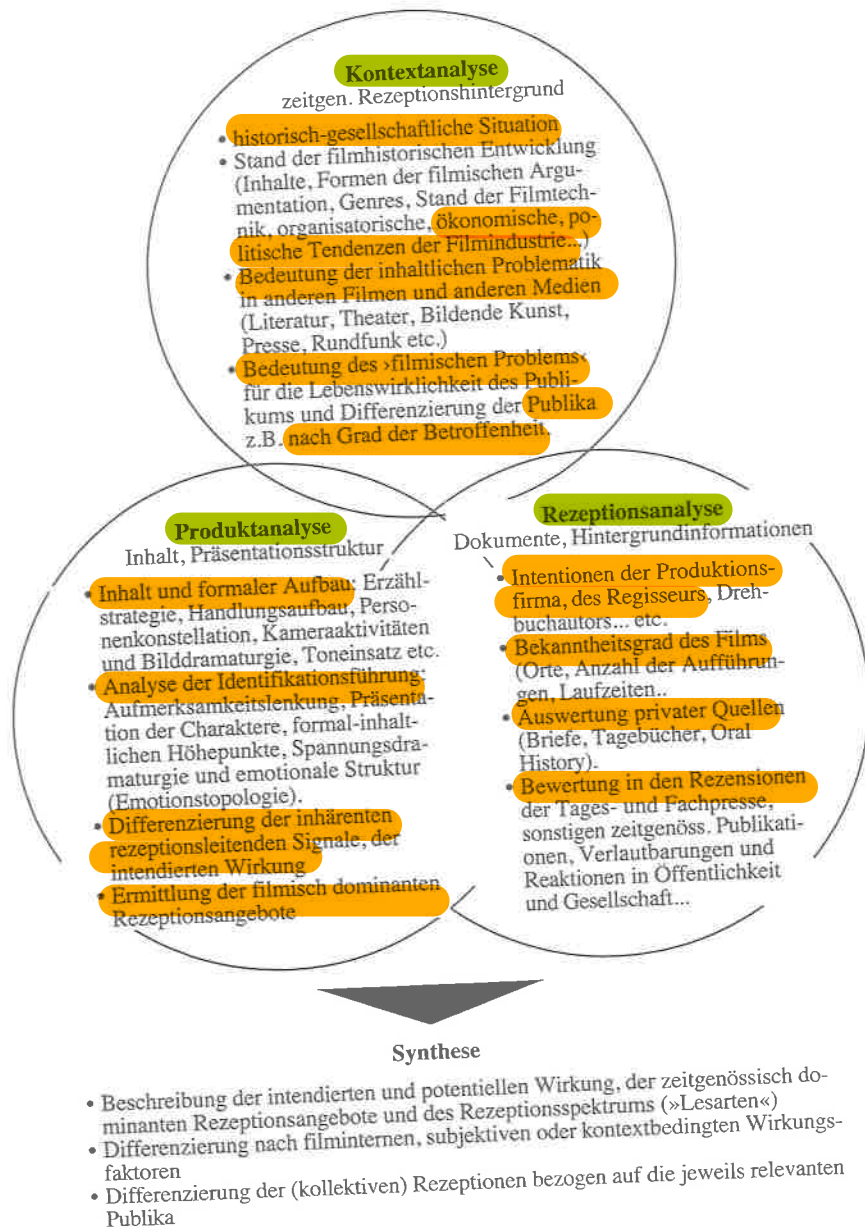 Kontextanalyse
zeitgen. Rezeptionshintergrund
• historisch-gesellschaftliche Situation
• Stand der filmhistorischen Entwicklung
(Inhalte, Formen der filmischen Argu-
mentation, Genres, Stand der Filmtech-
nik, organisatorische, ökonomische, po-
litische Tendenzen der Filmindustrie...)
• Bedeutung der inhaltlichen Problematik
in anderen Filmen und anderen Medien
(Literatur, Theater, Bildende Kunst,
Presse, Rundfunk etc.)
• Bedeutung des ›filmischen Problems‹
für die Lebenswirklichkeit des Publi-
kums und Differenzierung der Publika
z.B. nach Grad der Betroffenheit.
Produktanalyse
Inhalt, Präsentationsstruktur
• Inhalt und formaler Aufbau: Erzähl-
strategie, Handlungsaufbau, Perso-
nenkonstellation, Kameraaktivitäten
und Bilddramaturgie, Toneinsatz etc.
• Analyse der Identifikationsführung:
Aufmerksamkeitslenkung, Präsenta-
tion der Charaktere, formal-inhalt-
lichen Höhepunkte, Spannungsdra-
maturgie und emotionale Struktur
(Emotionstopologie).
• Differenzierung der inhärenten
rezeptionsleitenden Signale, der
intendierten Wirkung
• Ermittlung der filmisch dominanten
Rezeptionsangebote
Rezeptionsanalyse
Dokumente, Hintergrundinformationen
• Intentionen der Produktions-
firma, des Regisseurs, Dreh-
buchautors... etc.
• Bekanntheitsgrad des Films
(Orte, Anzahl der Aufführun-
gen, Laufzeiten..
• Auswertung privater Quellen
(Briefe, Tagebücher, Oral
History).
• Bewertung in den Rezensionen
der Tages- und Fachpresse,
sonstigen zeitgenöss. Publikati-
onen, Verlautbarungen und
Reaktionen in Öffentlichkeit
und Gesellschaft...
Synthese
• Beschreibung der intendierten und potentiellen Wirkung, der zeitgenössisch do-
minanten Rezeptionsangebote und des Rezeptionsspektrums (»Lesarten«)
• Differenzierung nach filminternen, subjektiven oder kontextbedingten Wirkungs-
faktoren
• Differenzierung der (kollektiven) Rezeptionen bezogen auf die jeweils relevanten
Publika